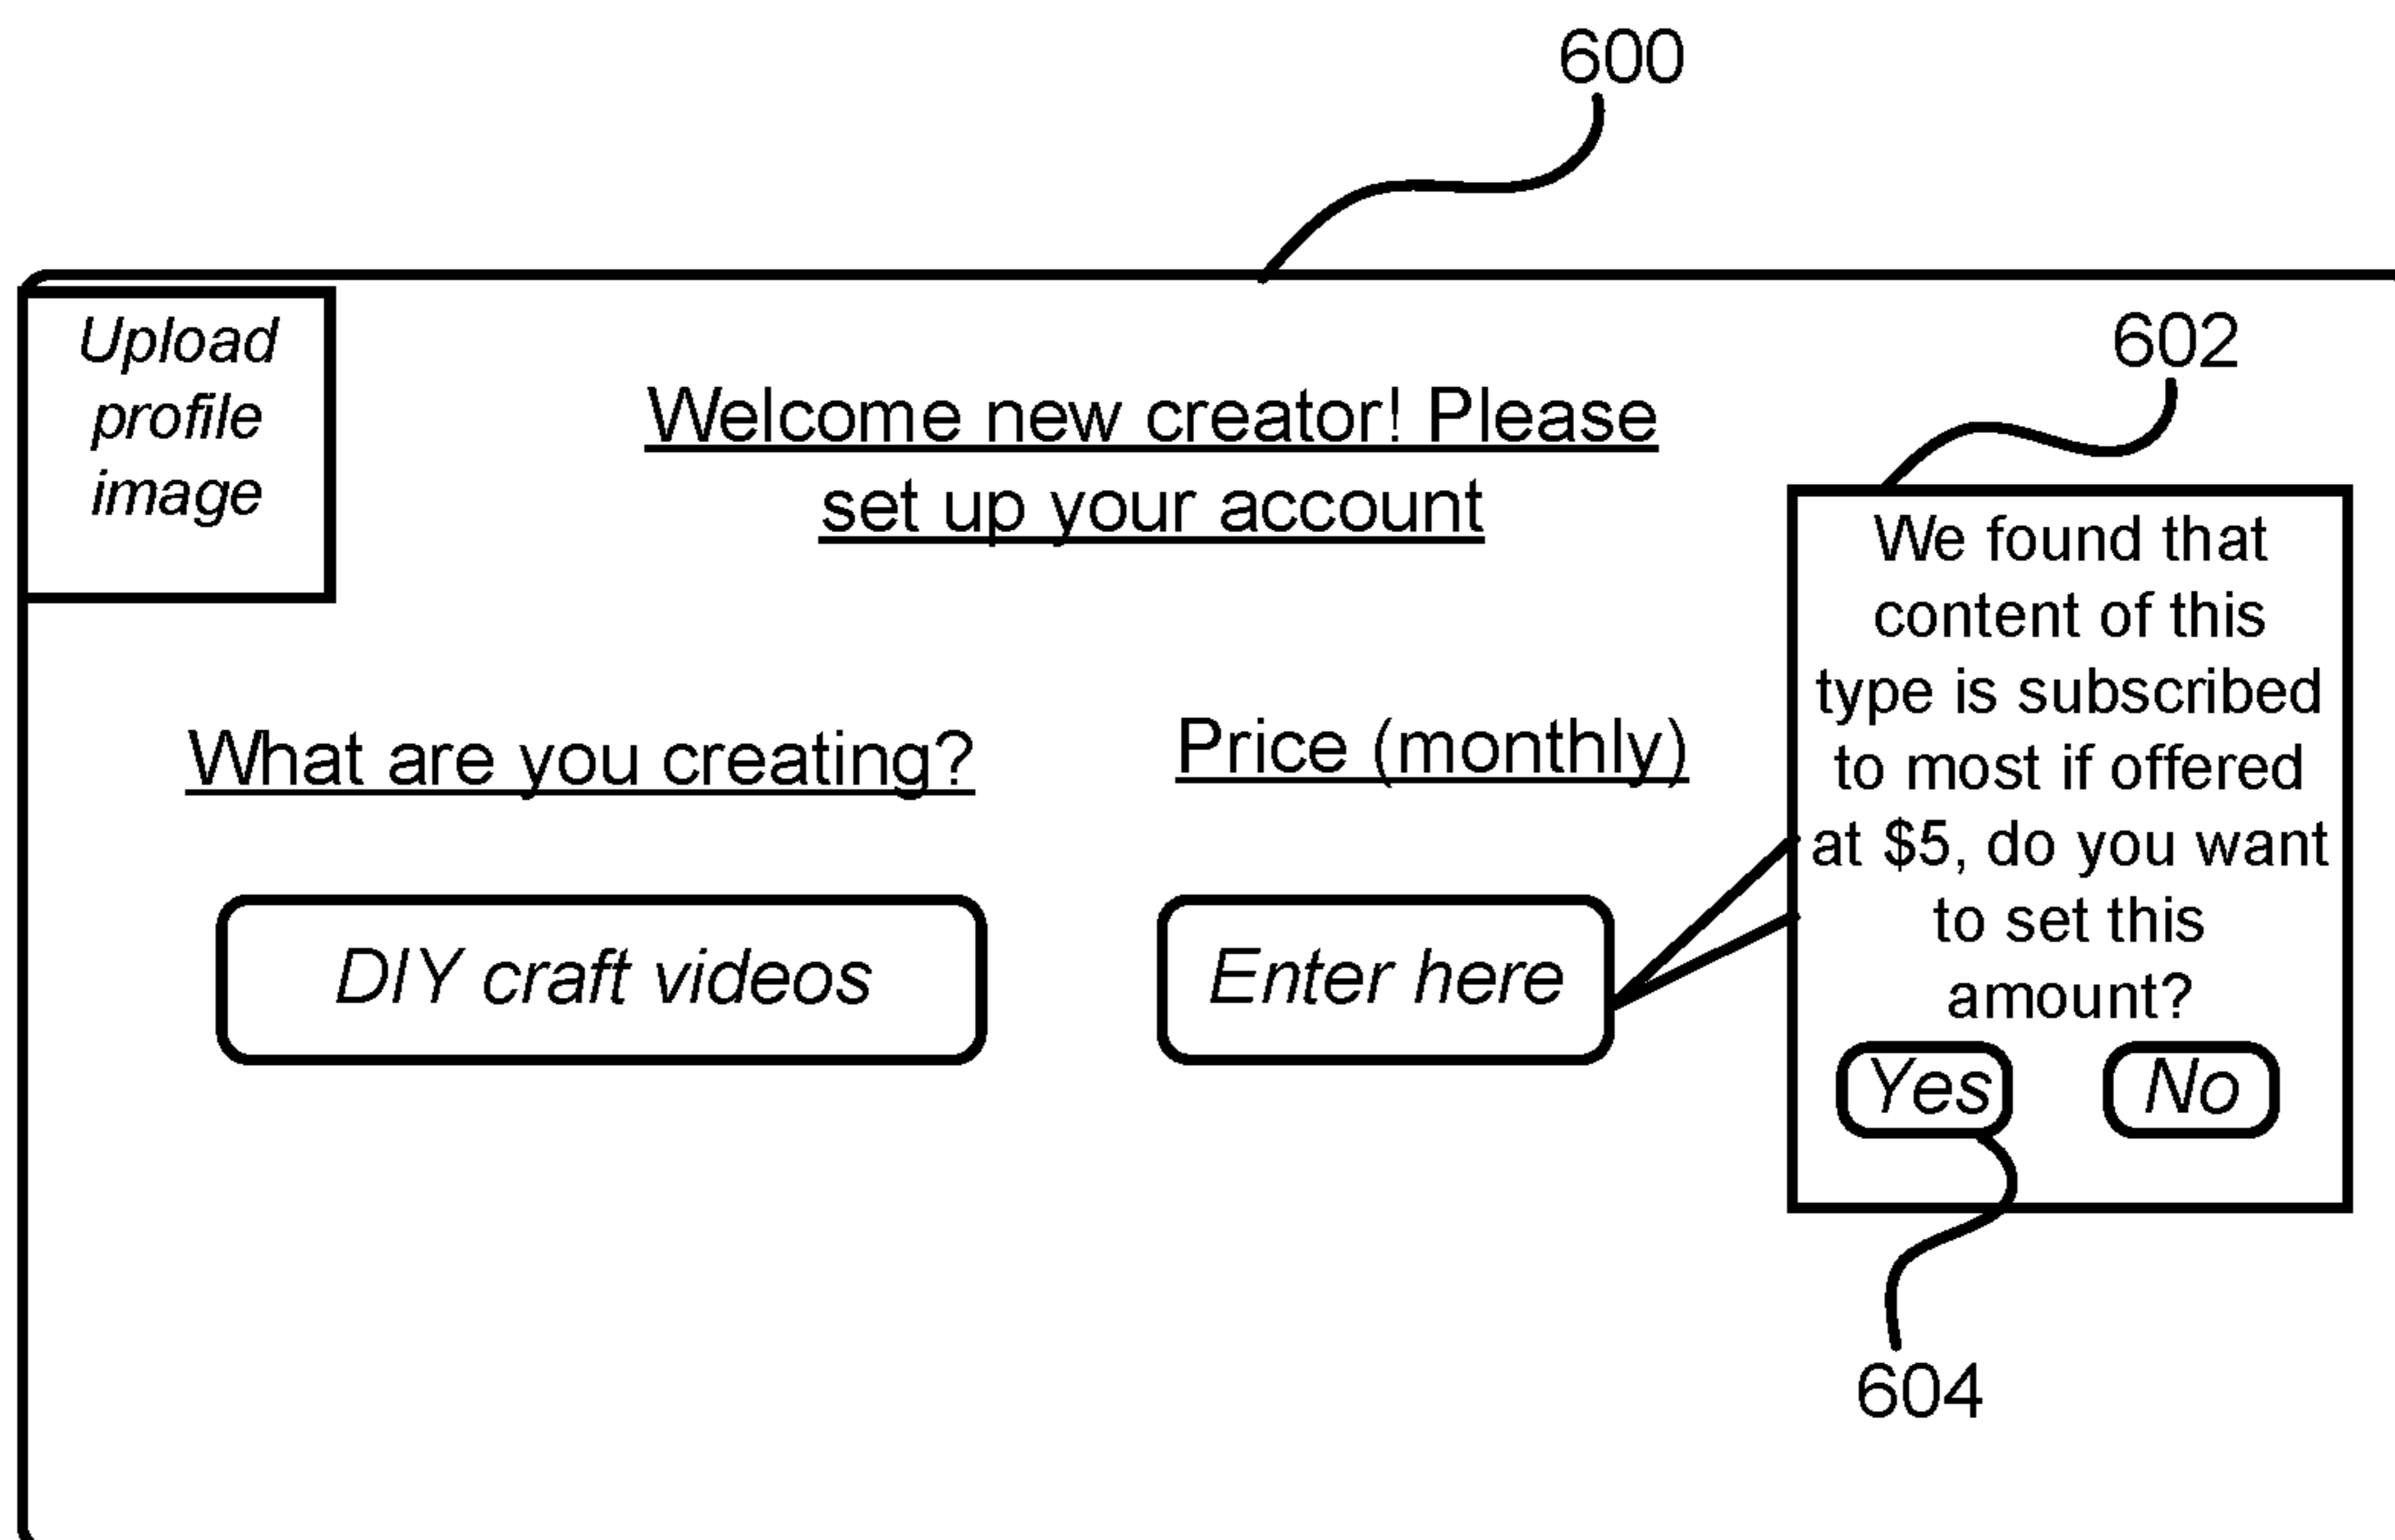 600
Upload
profile
image
Welcome new creator! Please
set up your account
602
What are you creating?
DIY craft videos
Price (monthly)
Enter here
We found that
content of this
type is subscribed
to most if offered
at $5, do you want
to set this
amount?
Yes
No
604